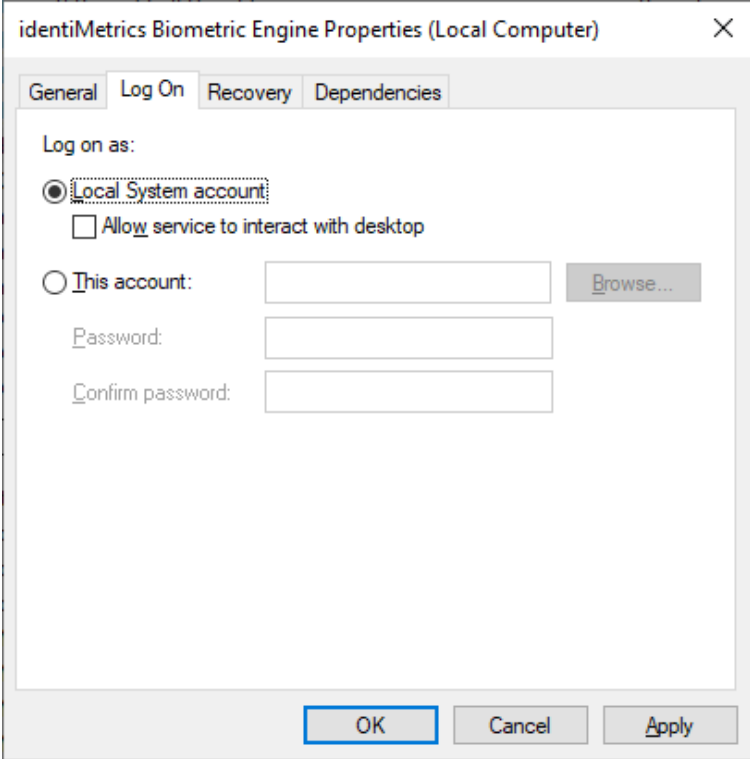 identiMetrics Biometric Engine Properties (Local Computer)
General Log On Recovery Dependencies
Log on as:
Local System account
Allow service to interact with desktop
This account: Browse...
Password:
Confirm password:
OK Cancel Apply